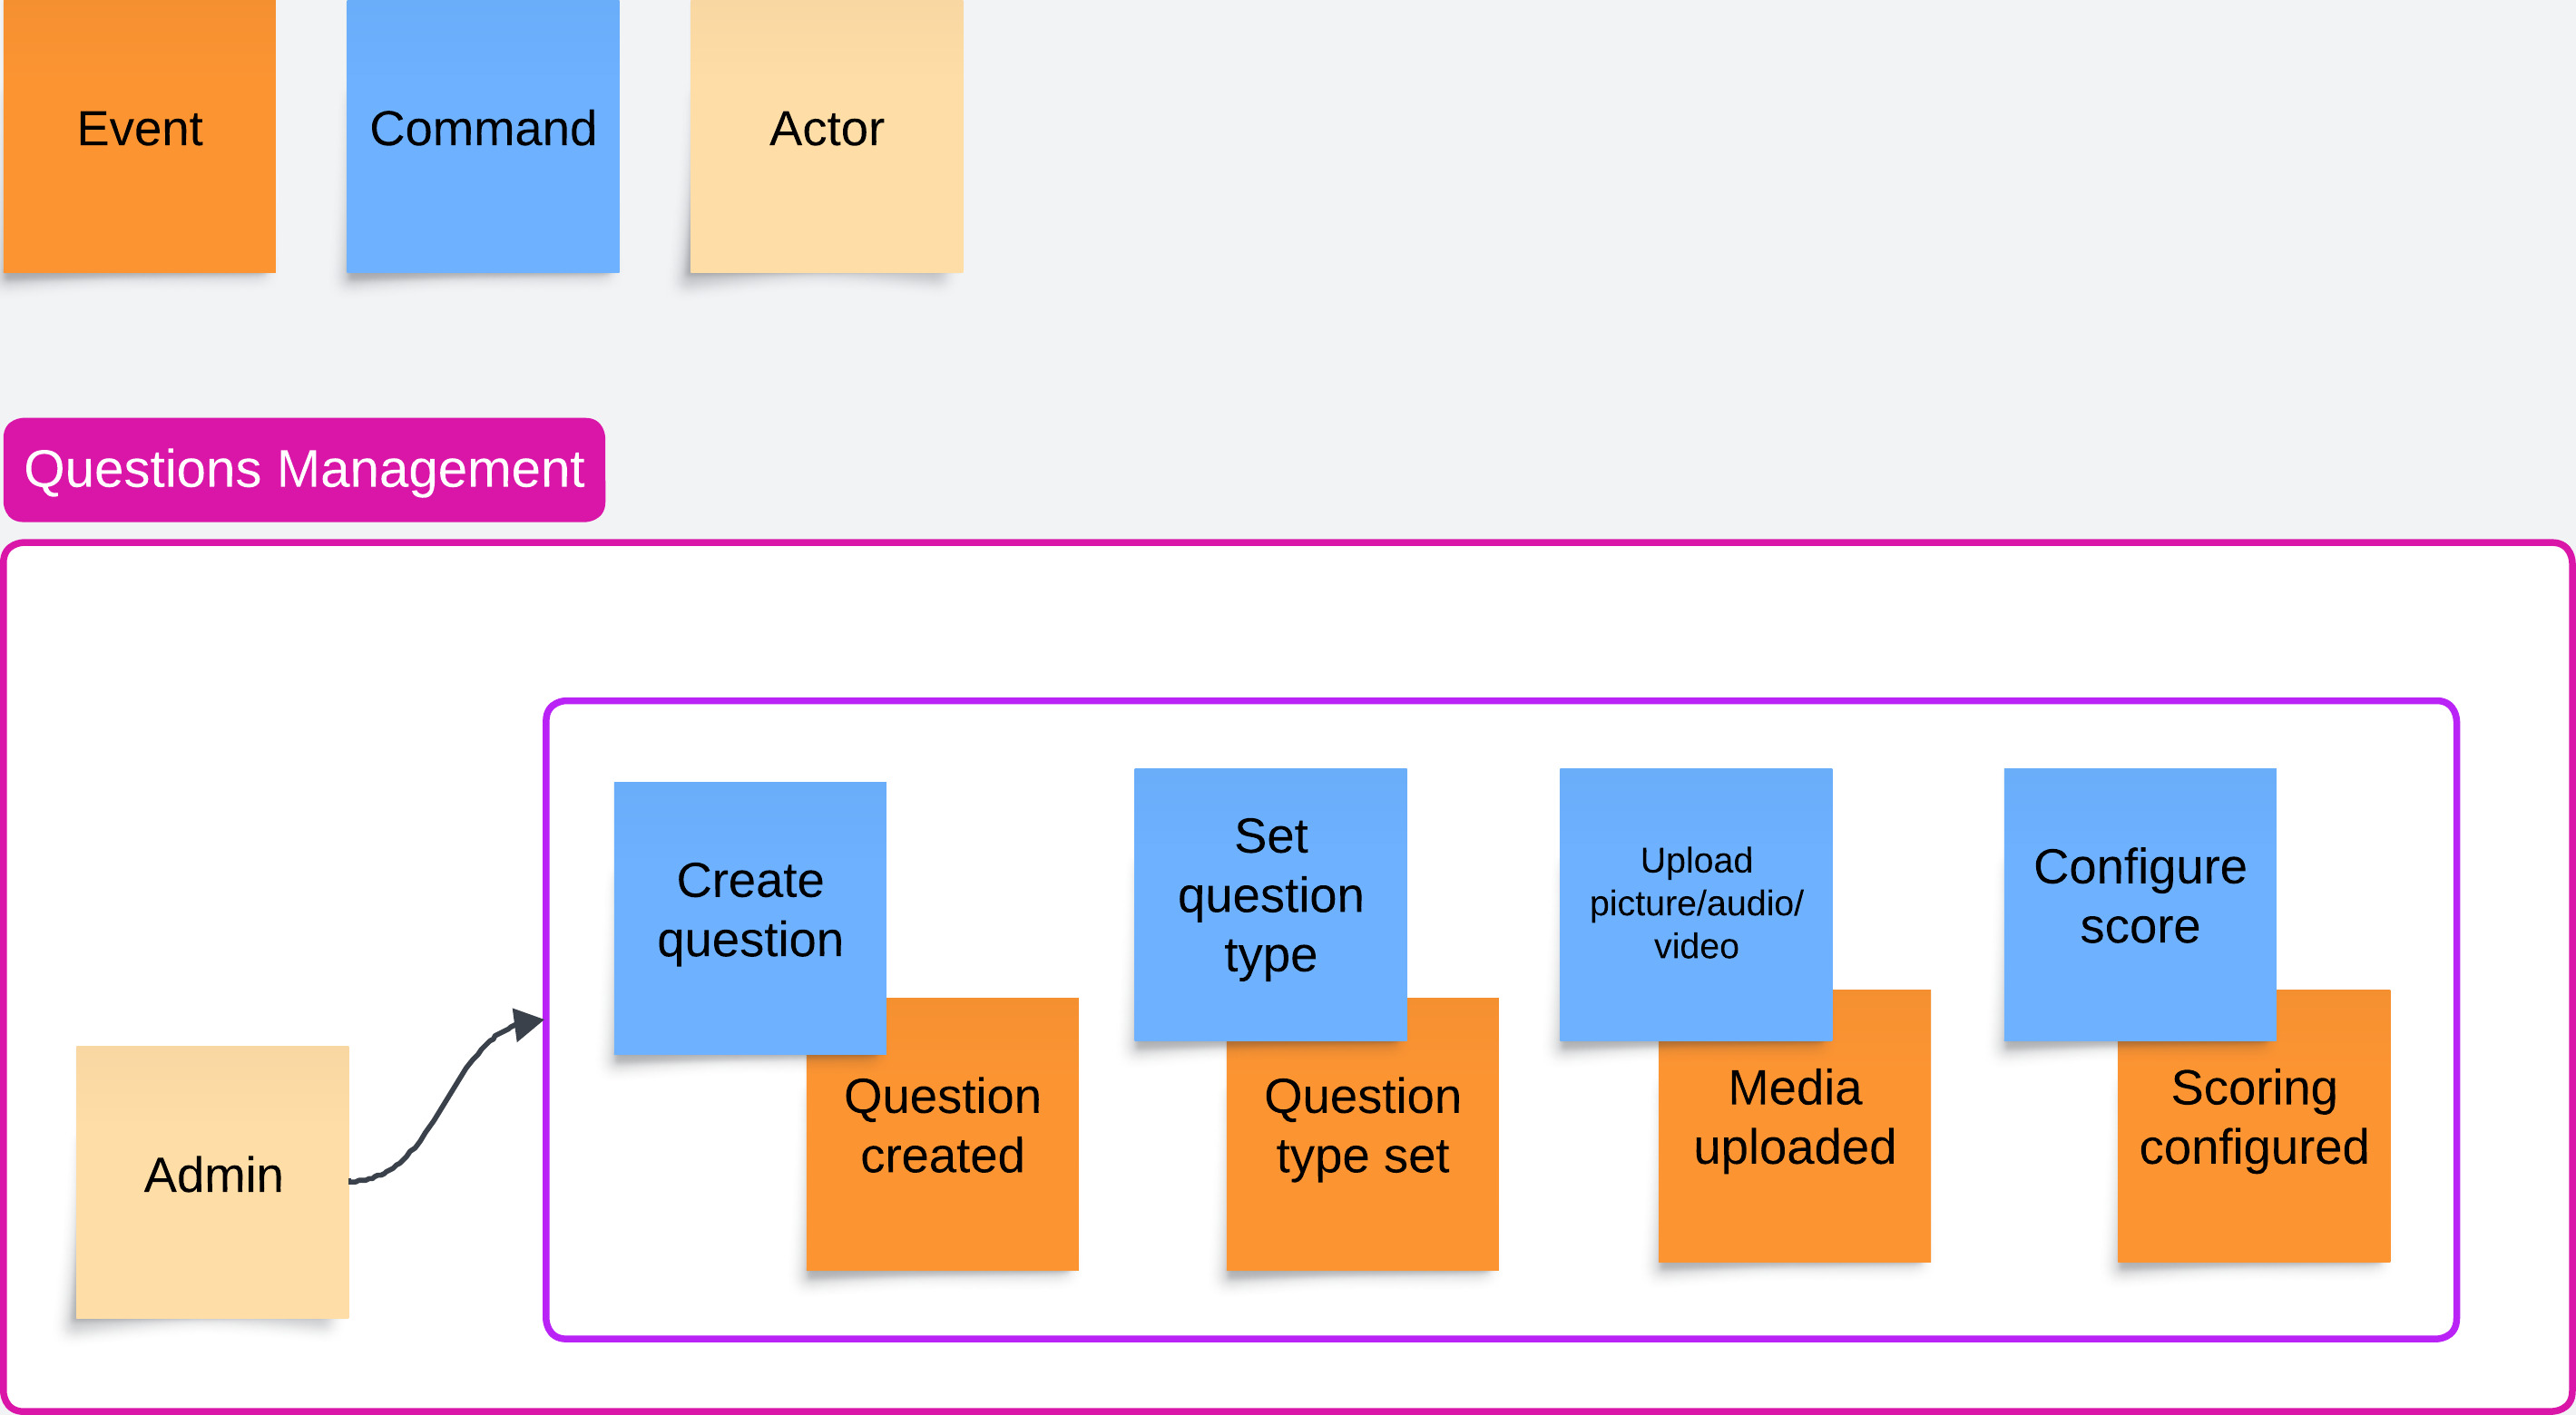 Event
Command
Actor
Questions Management
Admin
Create
question
Question
created
Set
question
type
Question
type set
Upload
picture/audio/
video
Media
uploaded
Configure
score
Scoring
configured